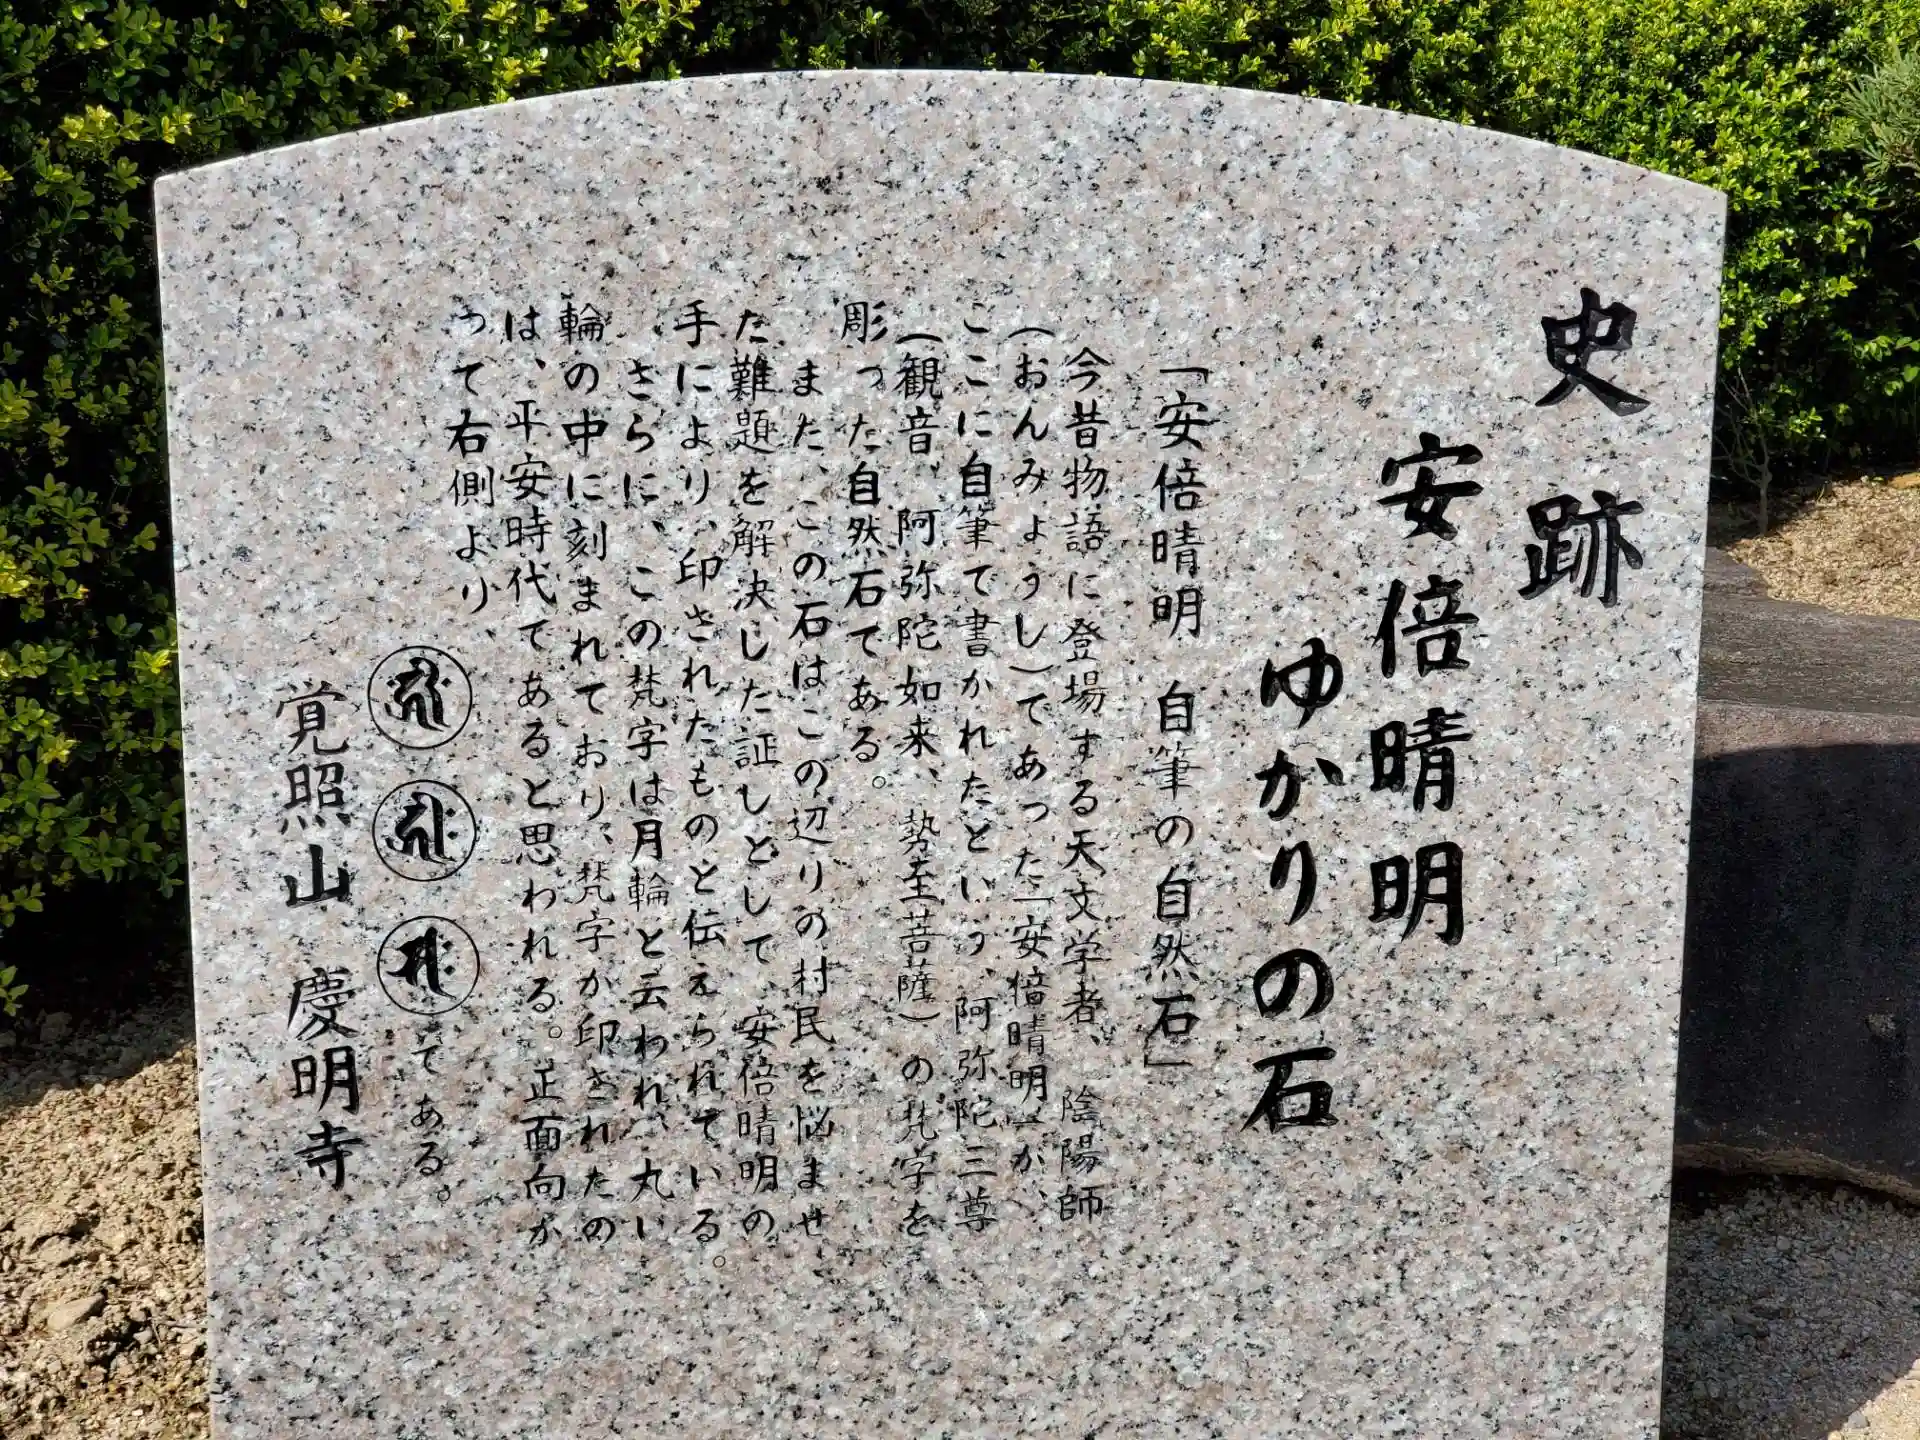 史跡
安倍晴明
ゆかりの石
「安倍晴明 自筆の自然石」
今昔物語に登場する天文学者、陰陽師
(おんみょうし)であった「安倍晴明」が、
ここに自筆で書かれたという、阿弥陀三尊
(観音、阿弥陀如来、勢至菩薩)の梵字を
彫った自然石である。
また、この石はこの辺りの村民を悩ませ
た難題を解決した証しとして、安倍晴明の
手により、印されたものと伝えられている。
さらに、この梵字は月輪と云われ、丸い
輪の中に刻まれており、梵字が印されたの
は、平安時代であると思われる。正面向か
って右側より、
である。
覚照山 慶明寺